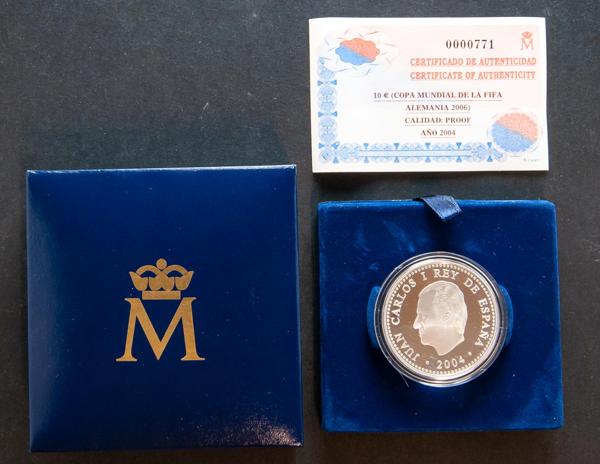 0000771
M
CERTIFICADO DE AUTENTICIDAD
CERTIFICATE OF AUTHENTICITY
10 € (COPA MUNDIAL DE LA FIFA
ALEMANIA 2006)
CALIDAD: PROOF
AÑO 2004
M
JUAN CARLOS I REY DE ESPAÑA
• 2004 •